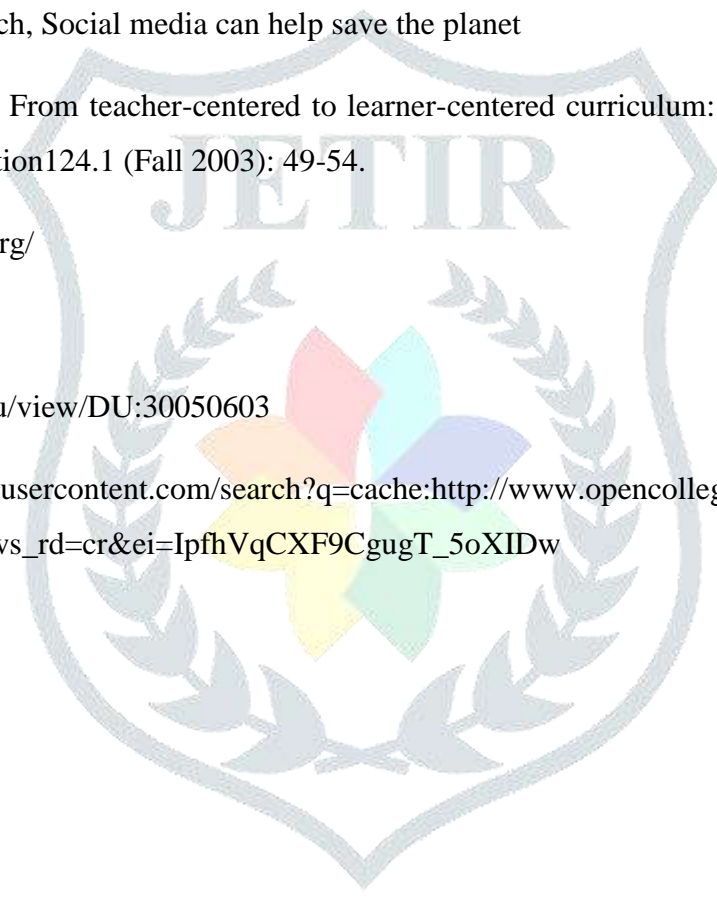 ch, Social media can help save the planet
From teacher-centered to learner-centered curriculum:
tion124.1 (Fall 2003): 49-54.
JETIR
rg/
u/view/DU:30050603
usercontent.com/search?q=cache:http://www.opencolleg
vs_rd=cr&ei=IpfhVqCXF9CgugT_5oXIDw